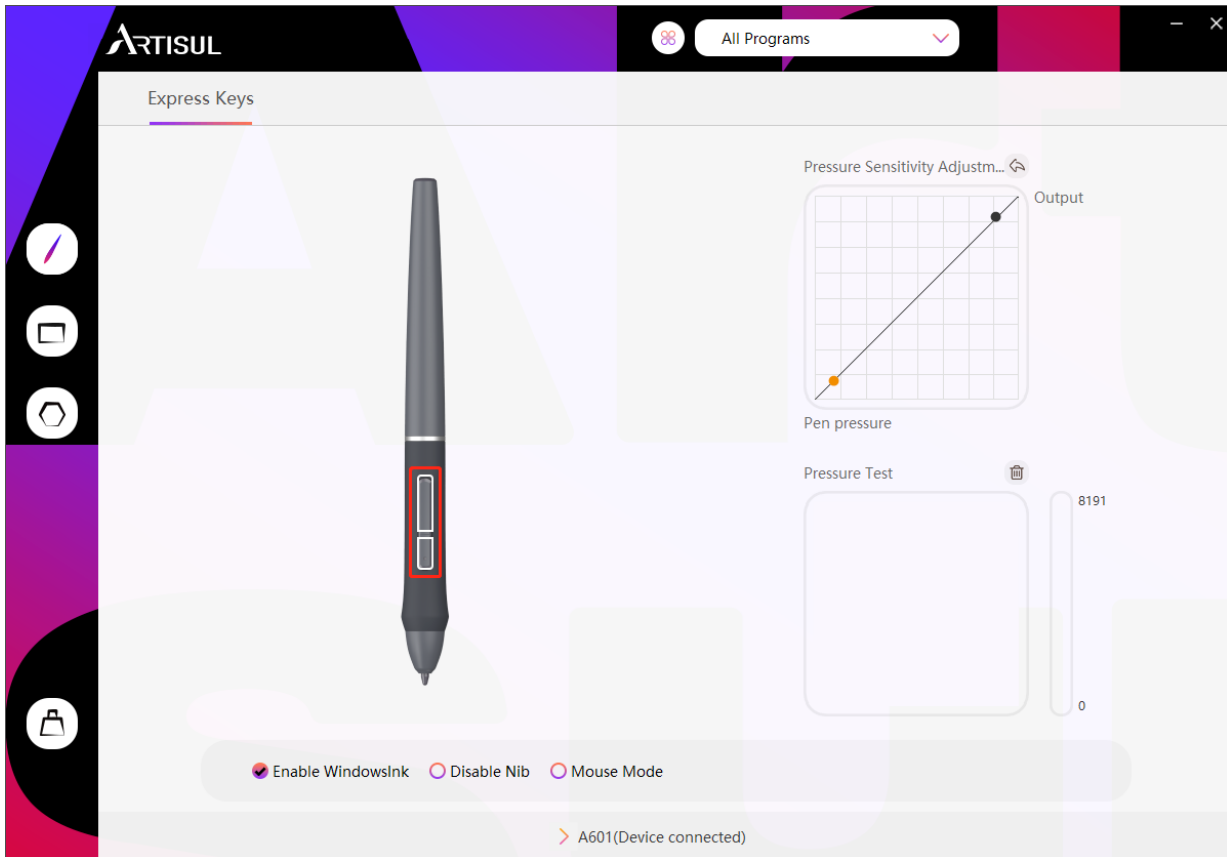 ARTISUL
All Programs
Express Keys
Pressure Sensitivity Adjustm...
Output
Pen pressure
Pressure Test
8191
0
Enable WindowsInk
Disable Nib
Mouse Mode
A601(Device connected)